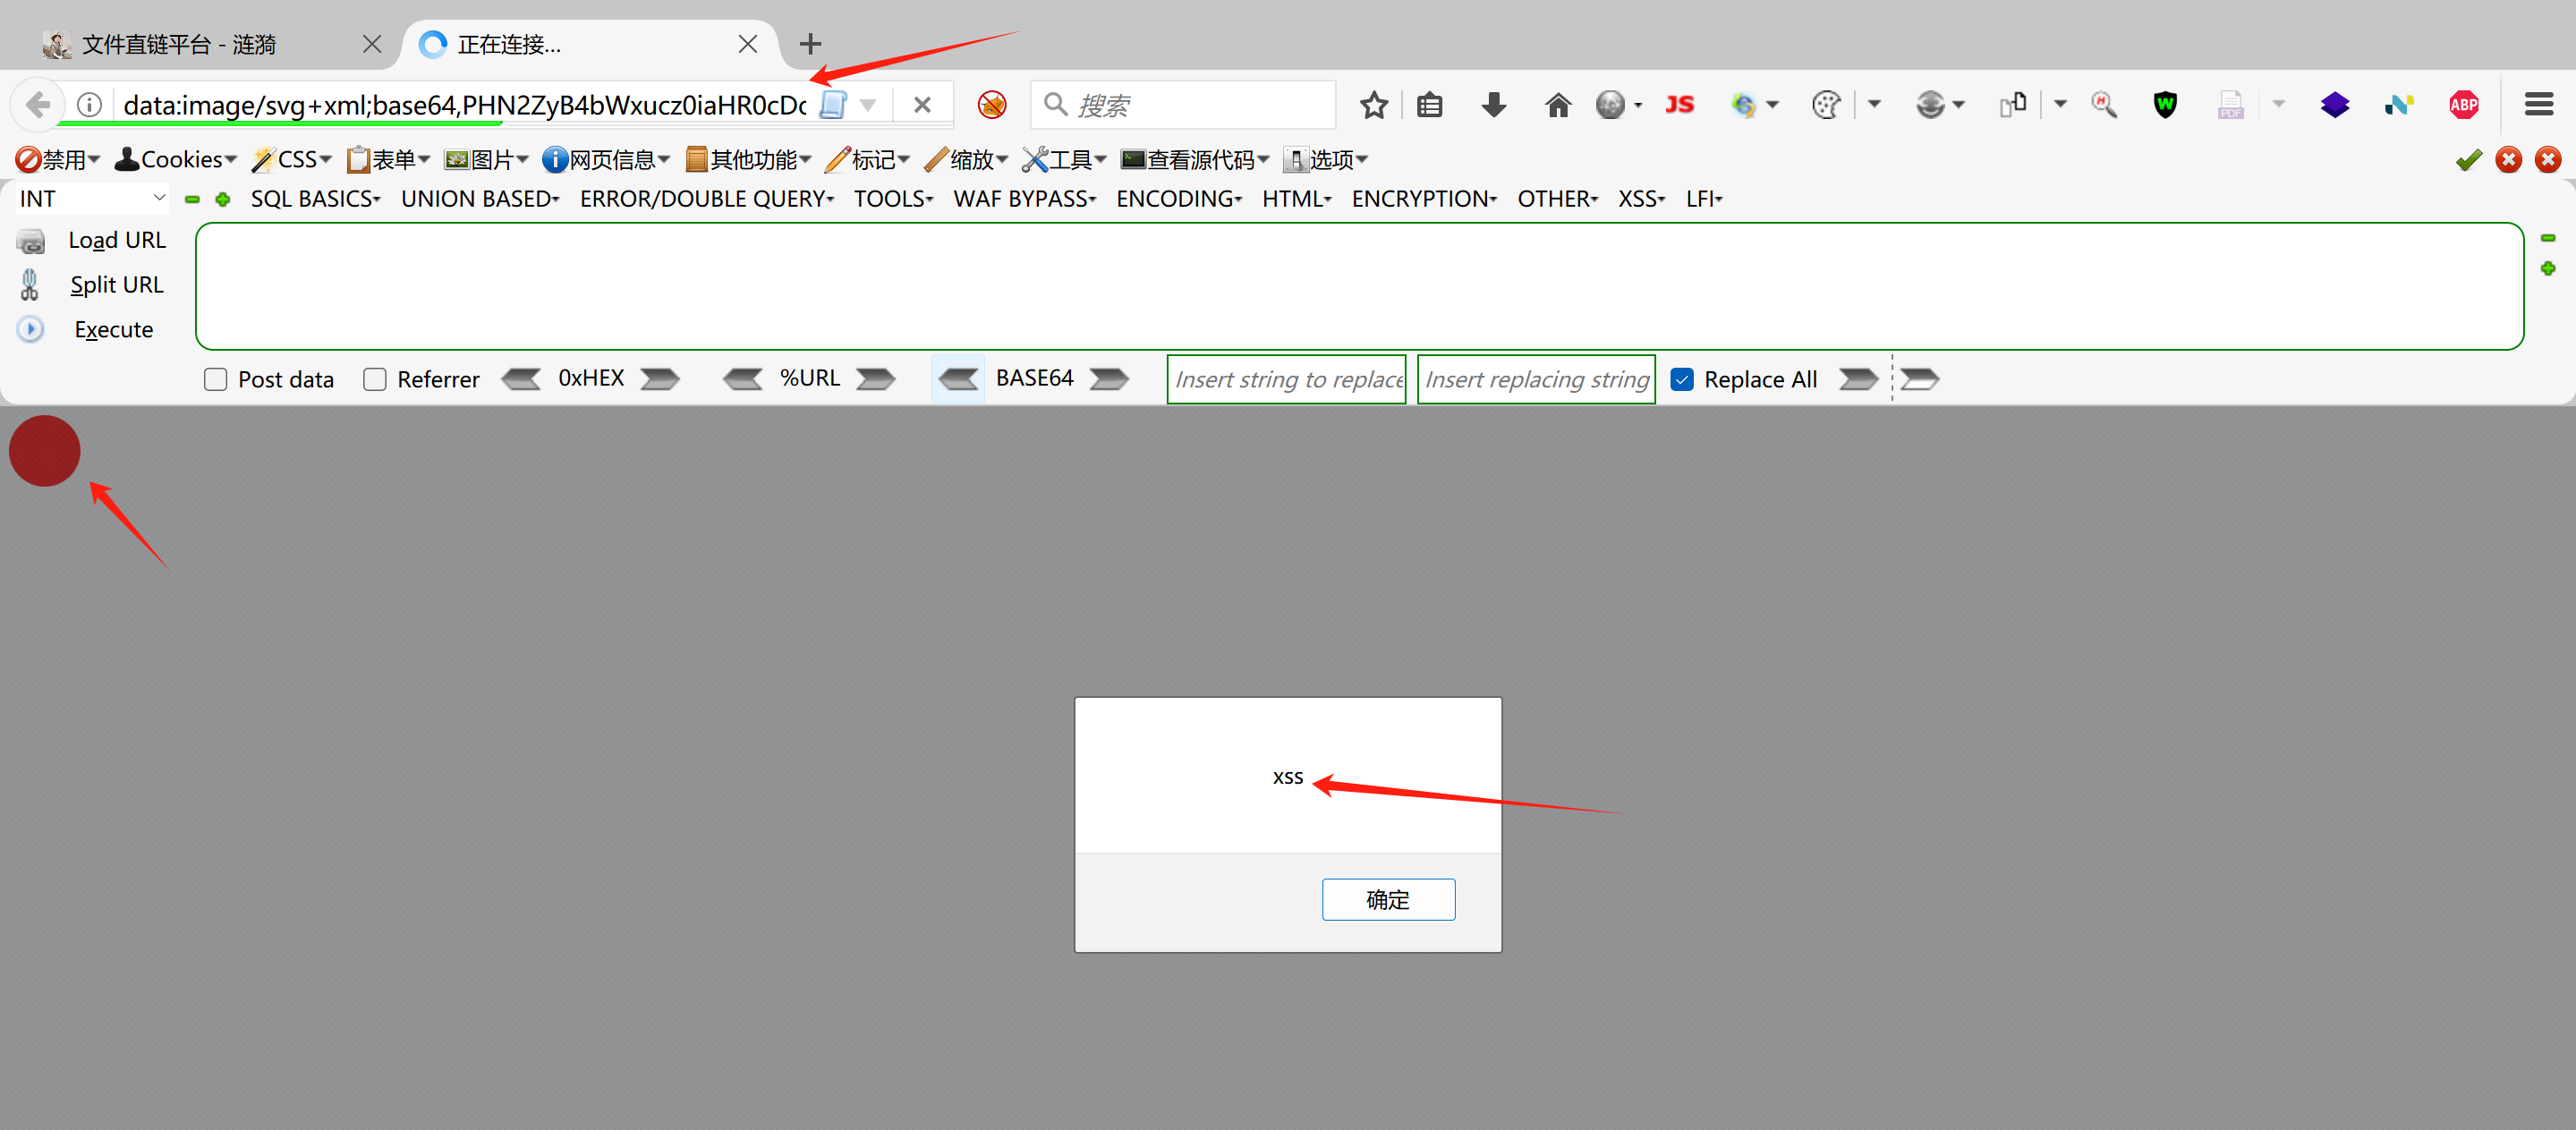 文件直链平台 - 涟漪
正在连接...
data:image/svg+xml;base64,PHN2ZyB4bWxucz0iaHR0cDo
搜索
JS
PDF
ABP
禁用 Cookies CSS 表单 图片 网页信息 其他功能 标记 缩放 工具 查看源代码 选项
INT SQL BASICS UNION BASED ERROR/DOUBLE QUERY TOOLS WAF BYPASS ENCODING HTML ENCRYPTION OTHER XSS LFI
Load URL
Split URL
Execute
Post data Referrer 0xHEX %URL BASE64 Insert string to replace Insert replacing string Replace All
xss
确定